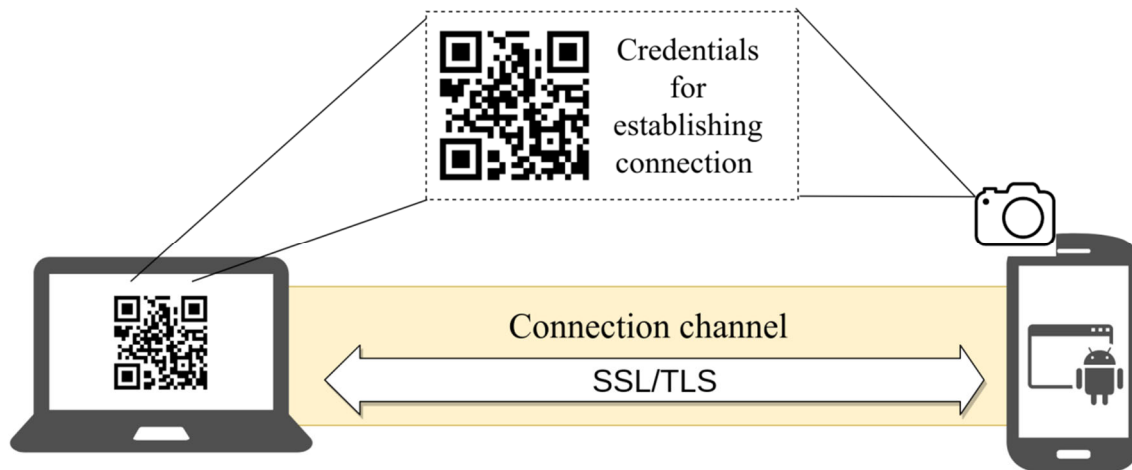 Credentials
for
establishing
connection
Connection channel
SSL/TLS